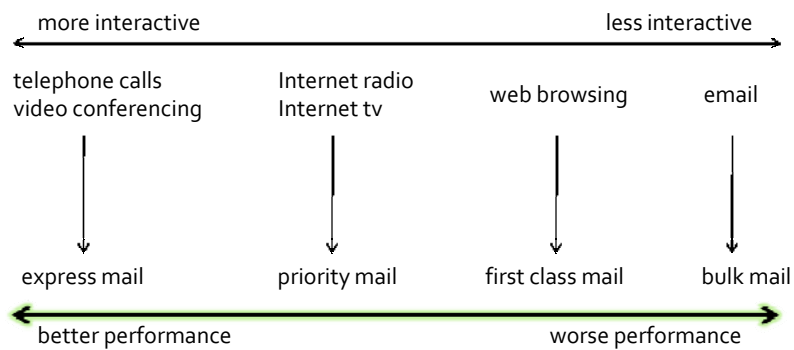 more interactive
less interactive
telephone calls
video conferencing
Internet radio
Internet tv
web browsing
email
express mail
priority mail
first class mail
bulk mail
better performance
worse performance